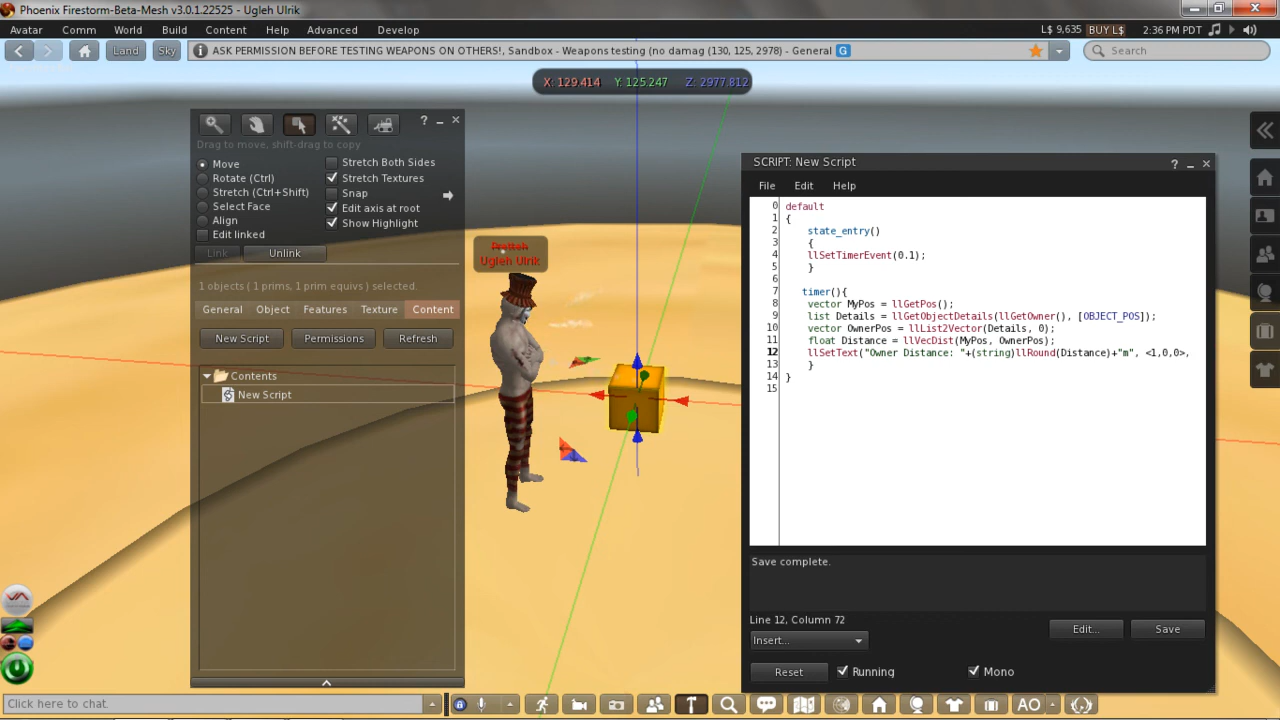 Phoenix Firestorm-Beta-Mesh v3.0.1.22525 - Ugleh Ulrik
Avatar Comm World Build Content Help Advanced Develop
L$ 9,635 BUY L$ 2:36 PM PDT
Land Sky ASK PERMISSION BEFORE TESTING WEAPONS ON OTHERS!, Sandbox - Weapons testing (no damag (130, 125, 2978) - General G Search
X: 129.414 Y: 125.247 Z: 2977.812
?
Drag to move, shift-drag to copy
Move
Rotate (Ctrl)
Stretch (Ctrl+Shift)
Select Face
Align
Edit linked
Stretch Both Sides
Stretch Textures
Snap
Edit axis at root
Show Highlight
Link Unlink
1 objects ( 1 prims, 1 prim equivs ) selected.
General Object Features Texture Content
New Script Permissions Refresh
Contents
New Script
Ugleh Ulrik
SCRIPT: New Script ?
File Edit Help
0 default
1 {
2 state_entry()
3 {
4 llSetTimerEvent(0.1);
5 }
6
7 timer(){
8 vector MyPos = llGetPos();
9 list Details = llGetObjectDetails(llGetOwner(), [OBJECT_POS]);
10 vector OwnerPos = llList2Vector(Details, 0);
11 float Distance = llVecDist(MyPos, OwnerPos);
12 llSetText("Owner Distance: "+(string)llRound(Distance)+"m", <1,0,0>,
13 }
14 }
15
Save complete.
Line 12, Column 72
Insert... Edit... Save
Reset Running Mono
Click here to chat.
AO